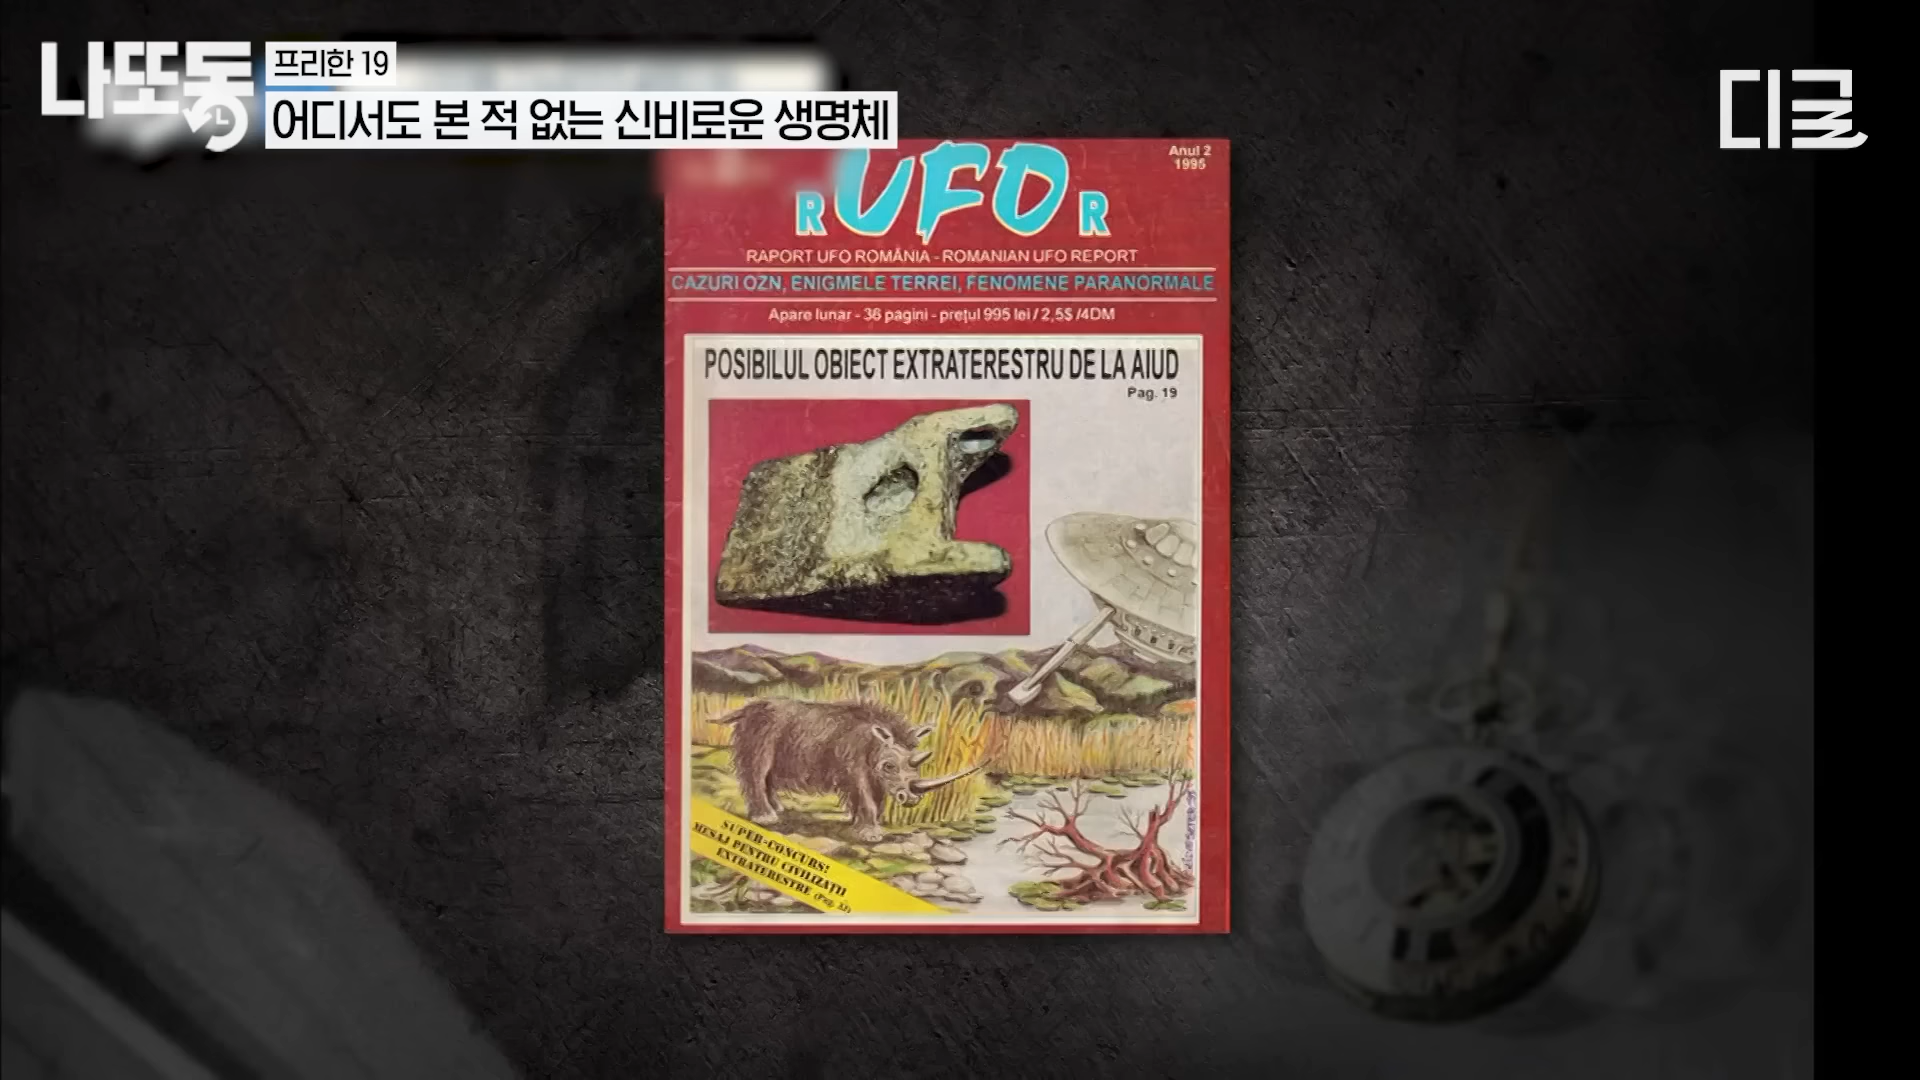 나또동
프리한 19
어디서도 본 적 없는 신비로운 생명체
디글
Anul 2
1995
RUFOR
RAPORT UFO ROMÂNIA - ROMANIAN UFO REPORT
CAZURI OZN, ENIGMELE TERREI, FENOMENE PARANORMALE
Apare lunar - 36 pagini - prețul 995 lei / 2,5$ /4DM
POSIBILUL OBIECT EXTRATERESTRU DE LA AIUD
Pag. 19
SUPER-CONCURS!
MESAJ PENTRU CIVILIZAȚII
EXTRATERESTRE